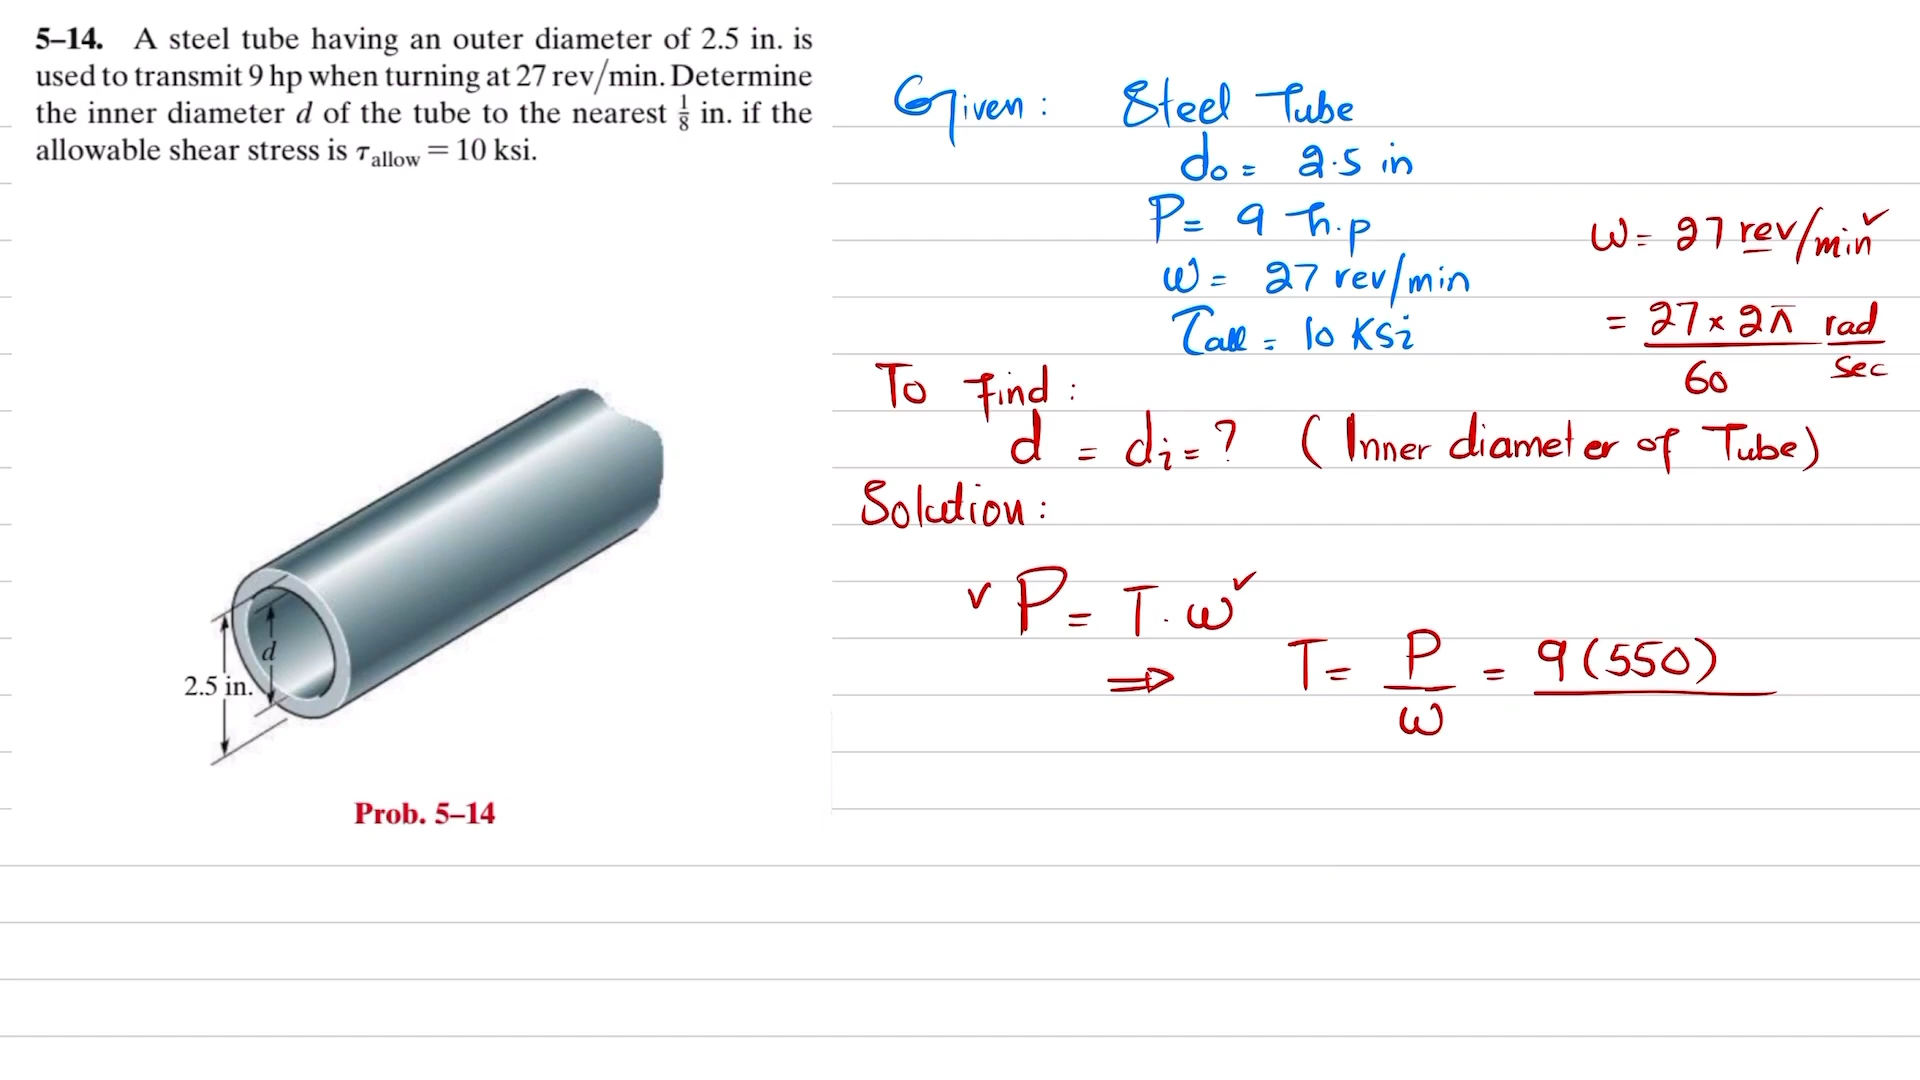 5–14. A steel tube having an outer diameter of 2.5 in. is
used to transmit 9 hp when turning at 27 rev/min. Determine
the inner diameter d of the tube to the nearest 1/8 in. if the
allowable shear stress is τallow = 10 ksi.
2.5 in.
d
Prob. 5–14
Given: Steel Tube
do = 2.5 in
P = 9 h.p
ω = 27 rev/min
τall = 10 Ksi
ω = 27 rev/min ✓
= 27 × 2π / 60 rad/sec
To find:
d = di = ? (Inner diameter of Tube)
Solution:
✓ P = T. ω ✓
⇒ T = P/ω = 9(550)